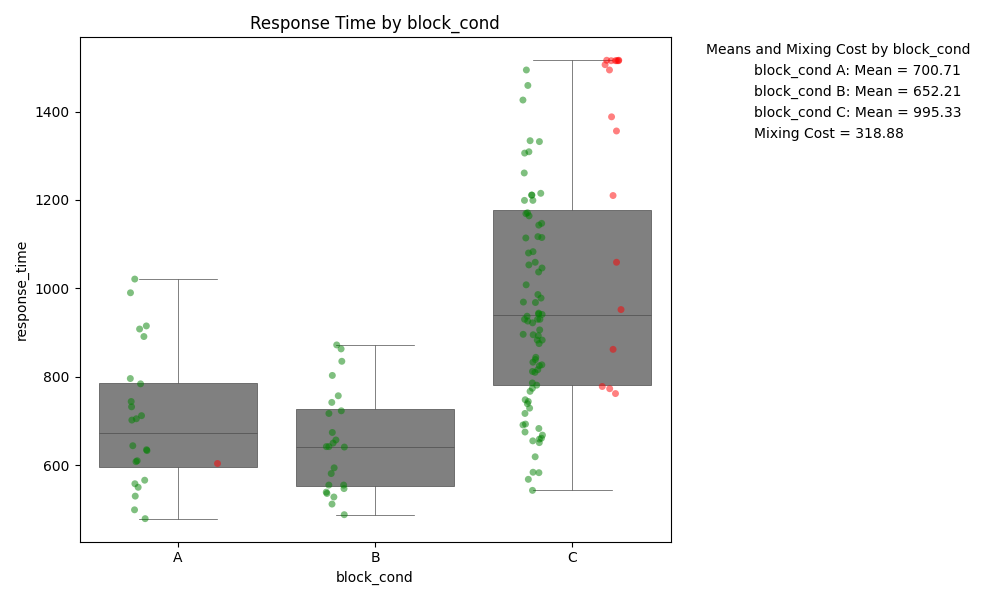 Response Time by block_cond
Means and Mixing Cost by block_cond
block_cond A: Mean = 700.71
block_cond B: Mean = 652.21
block_cond C: Mean = 995.33
Mixing Cost = 318.88
response_time
1400
1200
1000
800
600
A
B
C
block_cond